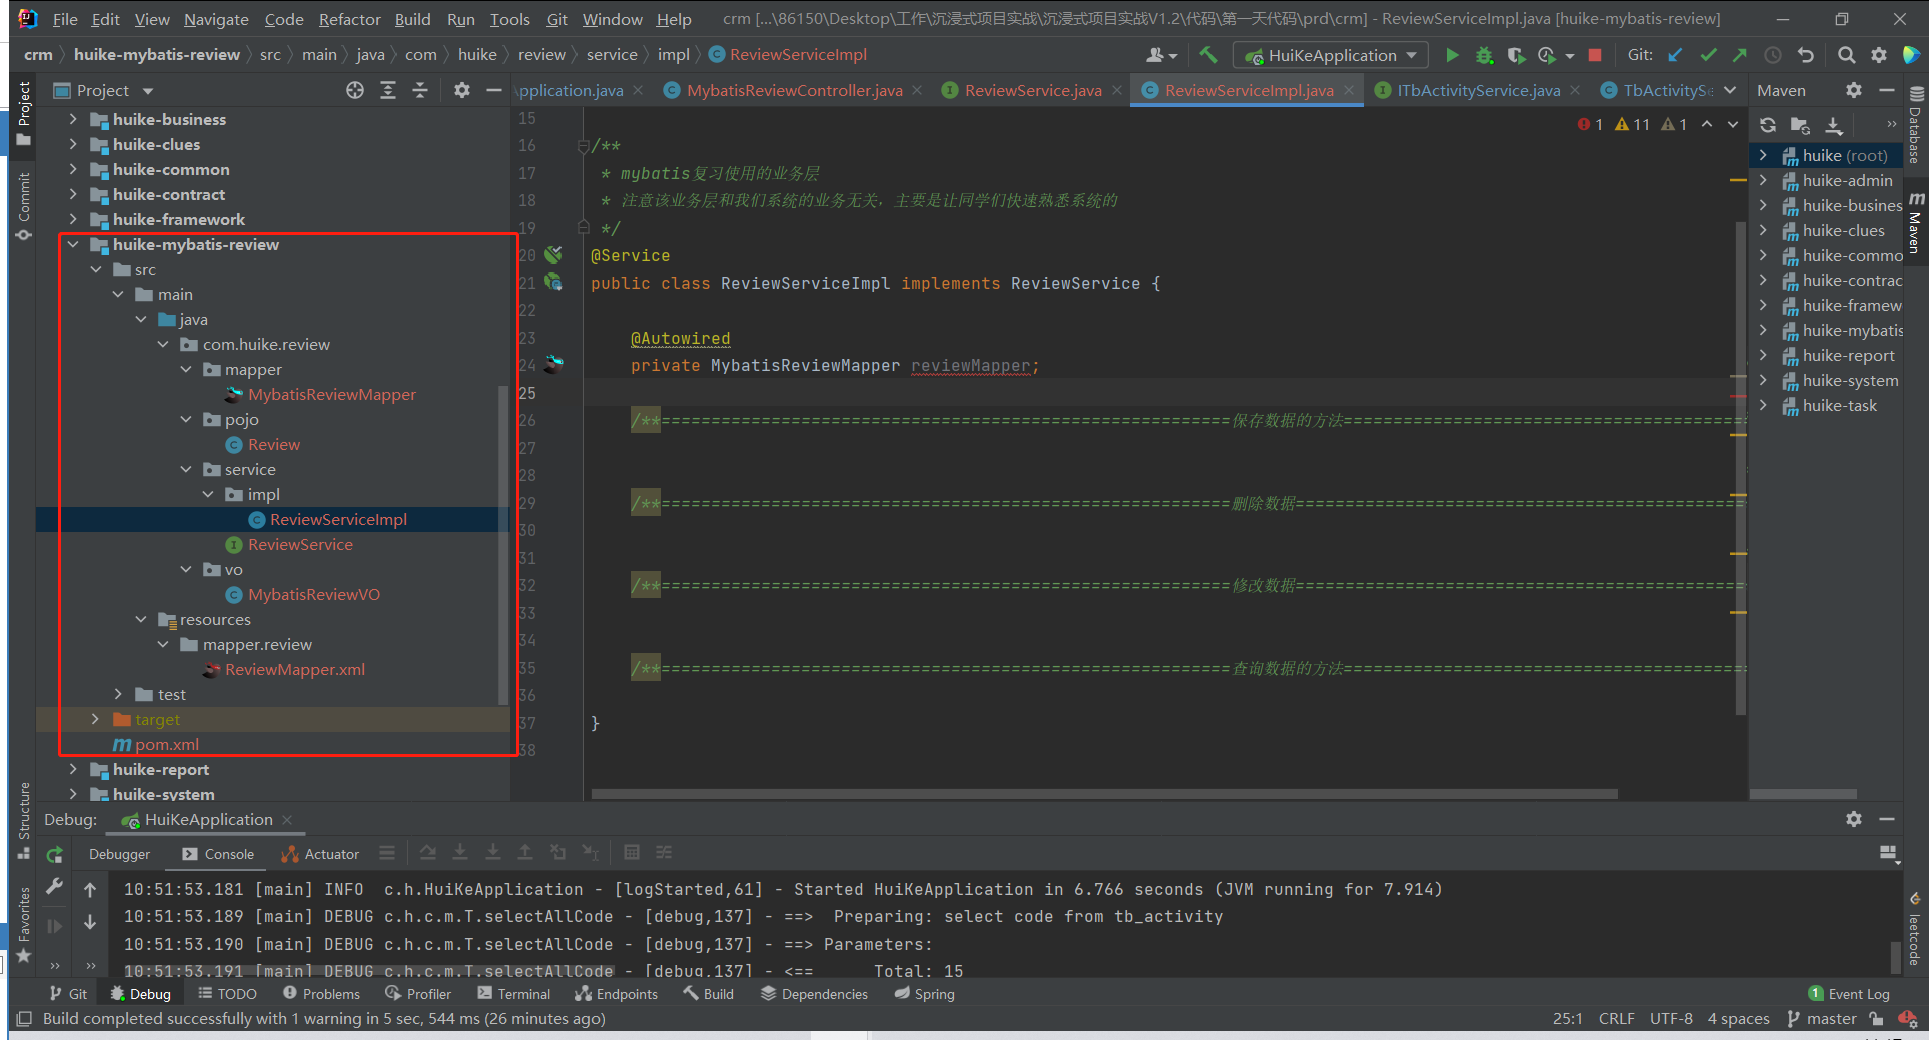 File Edit View Navigate Code Refactor Build Run Tools Git Window Help crm [...\86150\Desktop\工作\沉浸式项目实战\沉浸式项目实战V1.2\代码\第一天代码\prd\crm] - ReviewServiceImpl.java [huike-mybatis-review]
crm huike-mybatis-review src main java com huike review service impl ReviewServiceImpl HuiKeApplication Git:
Project
pplication.java MybatisReviewController.java ReviewService.java ReviewServiceImpl.java ITbActivityService.java TbActivityS
Maven
Project
Commit
Structure
Favorites
huike-business
huike-clues
huike-common
huike-contract
huike-framework
huike-mybatis-review
src
main
java
com.huike.review
mapper
MybatisReviewMapper
pojo
Review
service
impl
ReviewServiceImpl
ReviewService
vo
MybatisReviewVO
resources
mapper.review
ReviewMapper.xml
test
target
pom.xml
huike-report
huike-system
1 11 1
15
16 /**
17 * mybatis复习使用的业务层
18 * 注意该业务层和我们系统的业务无关，主要是让同学们快速熟悉系统的
19 */
20 @Service
21 public class ReviewServiceImpl implements ReviewService {
22
23 @Autowired
24 private MybatisReviewMapper reviewMapper;
25
26 /**=========================================================保存数据的方法========================================
27
28
29 /**=========================================================删除数据=============================================
30
31
32 /**=========================================================修改数据=============================================
33
34
35 /**=========================================================查询数据的方法========================================
36
37 }
38
huike (root)
huike-admin
huike-busines
huike-clues
huike-commo
huike-contrac
huike-framew
huike-mybatis
huike-report
huike-system
huike-task
Database
Maven
leetcode
Debug: HuiKeApplication
Debugger Console Actuator
10:51:53.181 [main] INFO  c.h.HuiKeApplication - [logStarted,61] - Started HuiKeApplication in 6.766 seconds (JVM running for 7.914)
10:51:53.189 [main] DEBUG c.h.c.m.T.selectAllCode - [debug,137] - ==>  Preparing: select code from tb_activity
10:51:53.190 [main] DEBUG c.h.c.m.T.selectAllCode - [debug,137] - ==> Parameters:
10:51:53.191 [main] DEBUG c.h.c.m.T.selectAllCode - [debug,137] - <==      Total: 15
Git Debug TODO Problems Profiler Terminal Endpoints Build Dependencies Spring 1 Event Log
Build completed successfully with 1 warning in 5 sec, 544 ms (26 minutes ago) 25:1 CRLF UTF-8 4 spaces master